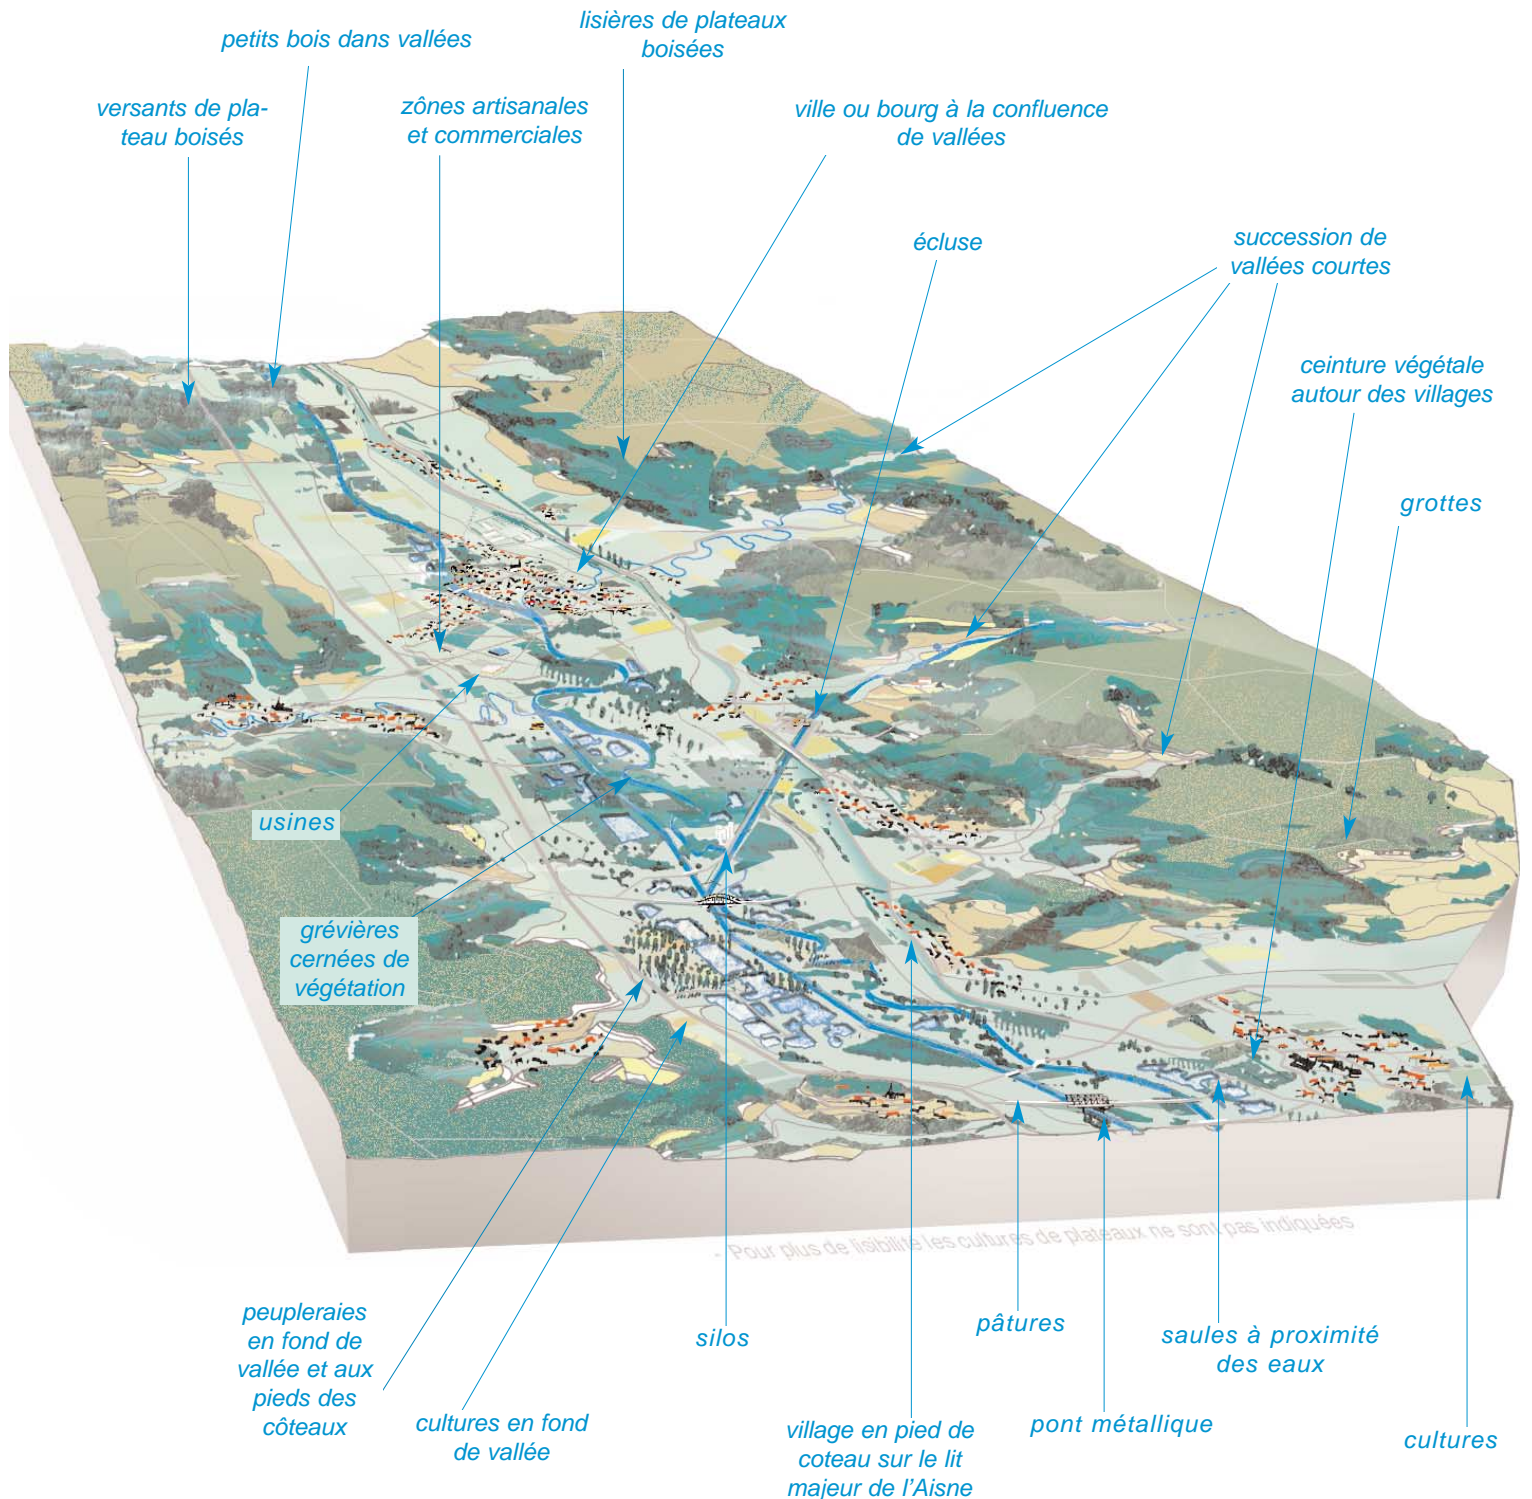 lisières de plateaux
boisées
petits bois dans vallées
versants de pla-
teau boisés
zônes artisanales
et commerciales
ville ou bourg à la confluence
de vallées
écluse
succession de
vallées courtes
ceinture végétale
autour des villages
grottes
usines
grévières
cernées de
végétation
- Pour plus de lisibilité les cultures de plateaux ne sont pas indiquées
peupleraies
en fond de
vallée et aux
pieds des
côteaux
cultures en fond
de vallée
silos
village en pied de
coteau sur le lit
majeur de l'Aisne
pâtures
pont métallique
saules à proximité
des eaux
cultures